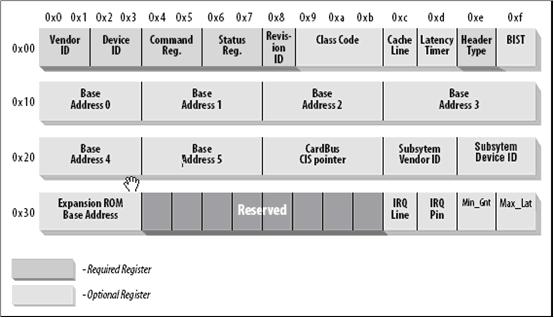 0x0 0x1 0x2 0x3 0x4 0x5 0x6 0x7 0x8 0x9 0xa 0xb 0xc 0xd 0xe 0xf
0x00
Vendor
ID
Device
ID
Command
Reg.
Status
Reg.
Revis-
ion
ID
Class Code
Cache
Line
Latency
Timer
Header
Type
BIST
0x10
Base
Address 0
Base
Address 1
Base
Address 2
Base
Address 3
0x20
Base
Address 4
Base
Address 5
CardBus
CIS pointer
Subsytem
Vendor ID
Subsytem
Device ID
0x30
Expansion ROM
Base Address
Reserved
IRQ
Line
IRQ
Pin
Min_Gnt
Max_Lat
- Required Register
- Optional Register